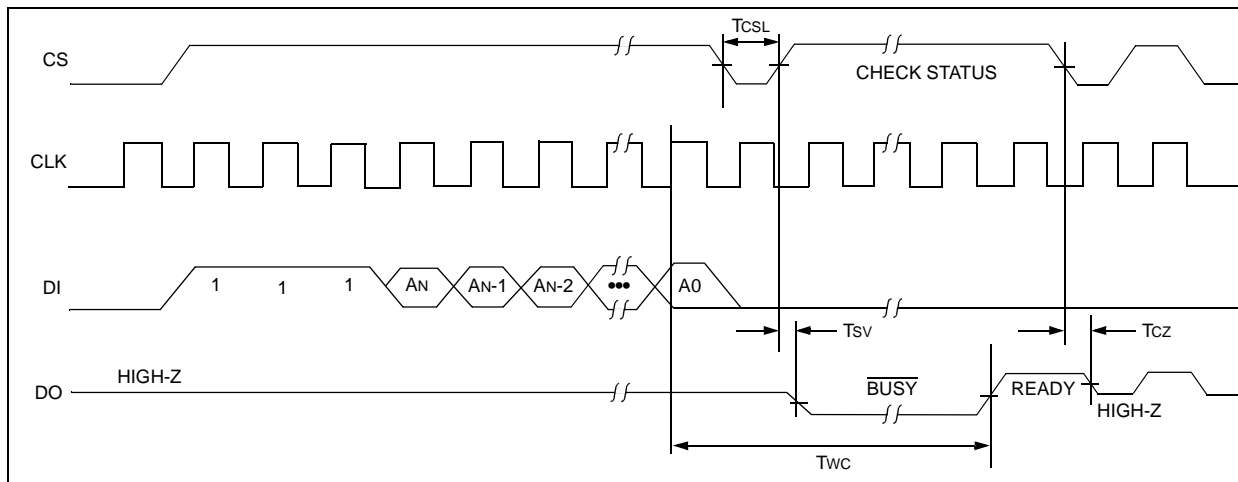 TCSL
CS
CHECK STATUS
CLK
DI
1 1 1 AN AN-1 AN-2 ••• A0
TSV
TCZ
HIGH-Z
BUSY
READY
DO
HIGH-Z
TWC